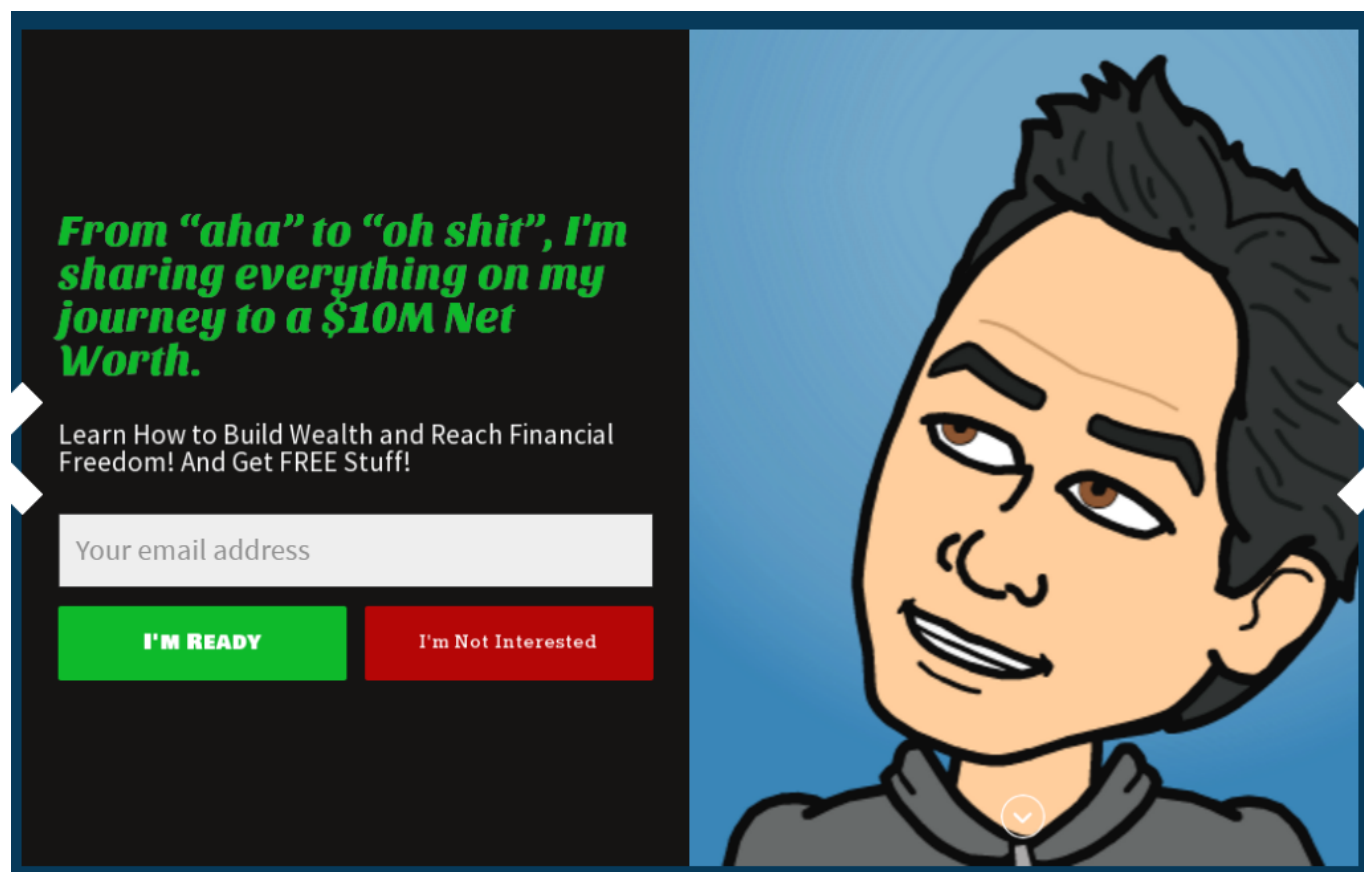 From “aha” to “oh shit”, I'm
sharing everything on my
journey to a $10M Net
Worth.
Learn How to Build Wealth and Reach Financial
Freedom! And Get FREE Stuff!
Your email address
I'm Ready
I'm Not Interested